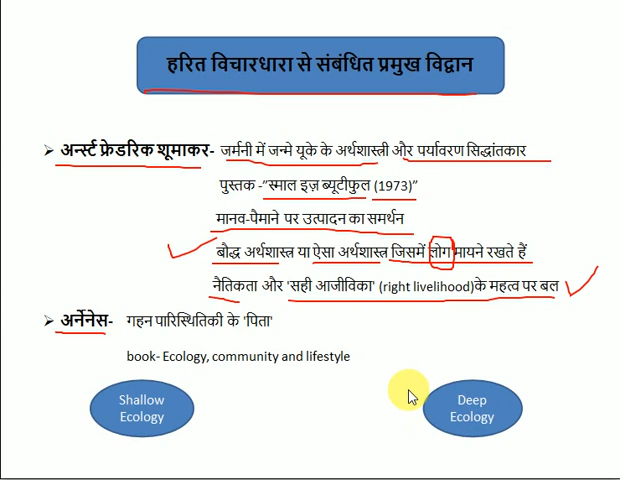 हरित विचारधारा से संबंधित प्रमुख विद्वान
अर्न्स्ट फ्रेडरिक शूमाकर- जर्मनी में जन्मे यूके के अर्थशास्त्री और पर्यावरण सिद्धांतकार
पुस्तक -"स्माल इज़ ब्यूटीफुल (1973)"
मानव-पैमाने पर उत्पादन का समर्थन
बौद्ध अर्थशास्त्र या ऐसा अर्थशास्त्र जिसमें लोग मायने रखते हैं
नैतिकता और 'सही आजीविका' (right livelihood)के महत्व पर बल
अर्नेनेस- गहन पारिस्थितिकी के 'पिता'
book- Ecology, community and lifestyle
Shallow
Ecology
Deep
Ecology